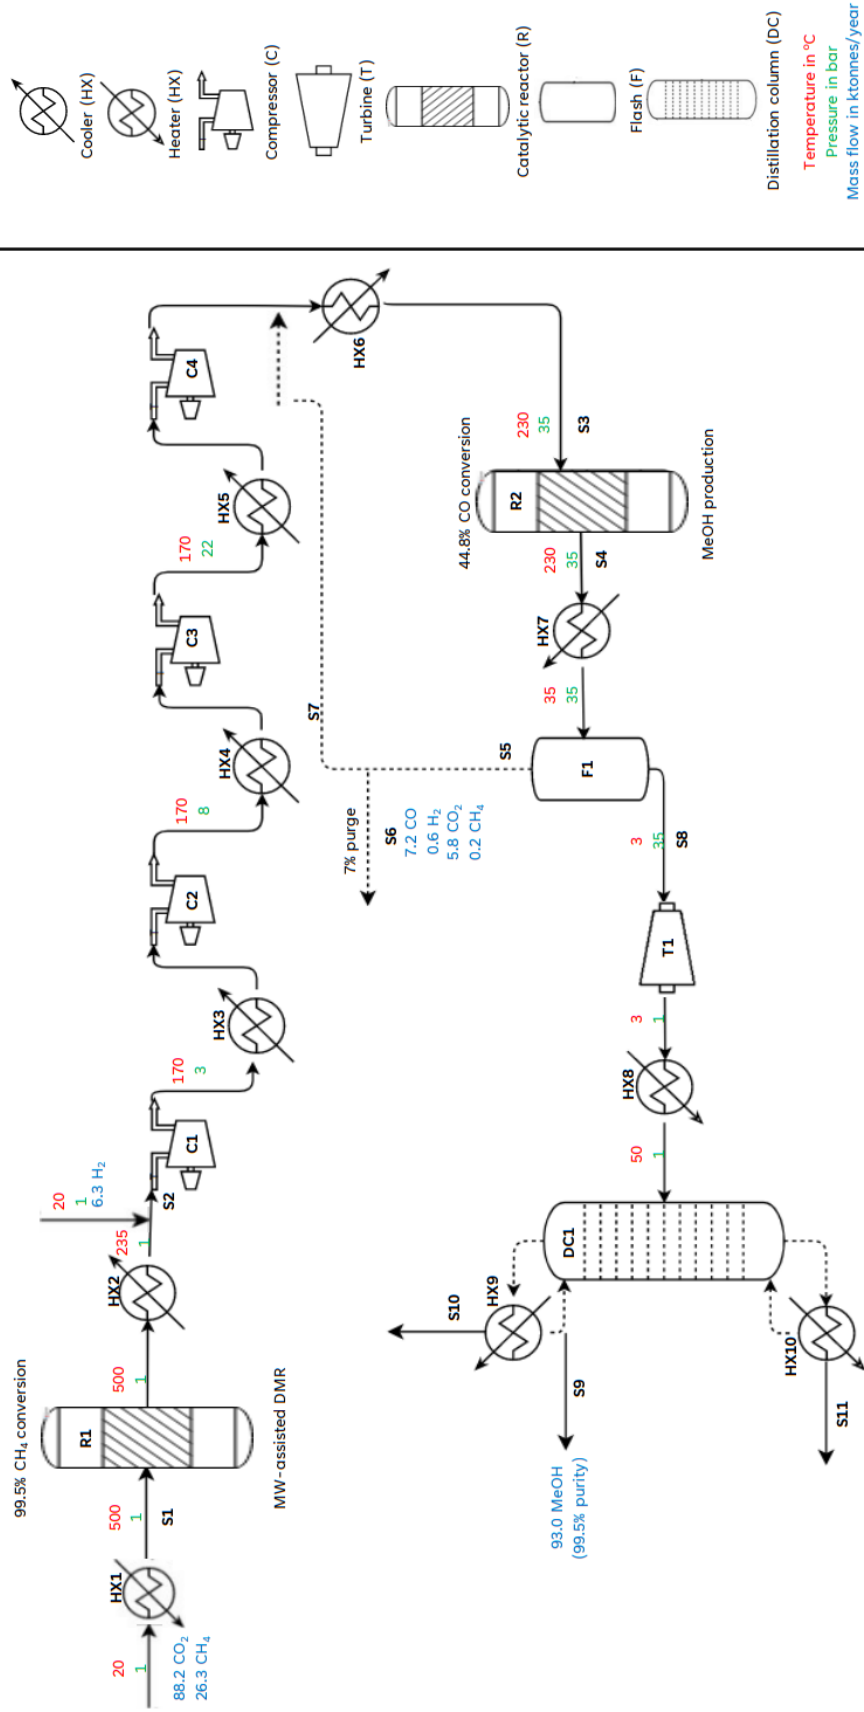 99.5% CH₄ conversion
20
1
88.2 CO₂
26.3 CH₄
HX1
500
1
S1
R1
MW-assisted DMR
500
1
HX2
235
1
20
1
6.3 H₂
S2
C1
170
3
HX3
C2
170
8
HX4
C3
170
22
HX5
C4
HX6
230
35
S3
44.8% CO conversion
R2
MeOH production
230
35
S4
HX7
35
35
F1
S5
S7
7% purge
S6
7.2 CO
0.6 H₂
5.8 CO₂
0.2 CH₄
3
35
S8
T1
3
1
HX8
50
1
DC1
HX9
S10
S9
93.0 MeOH
(99.5% purity)
HX10
S11
Cooler (HX)
Heater (HX)
Compressor (C)
Turbine (T)
Catalytic reactor (R)
Flash (F)
Distillation column (DC)
Temperature in ºC
Pressure in bar
Mass flow in ktonnes/year